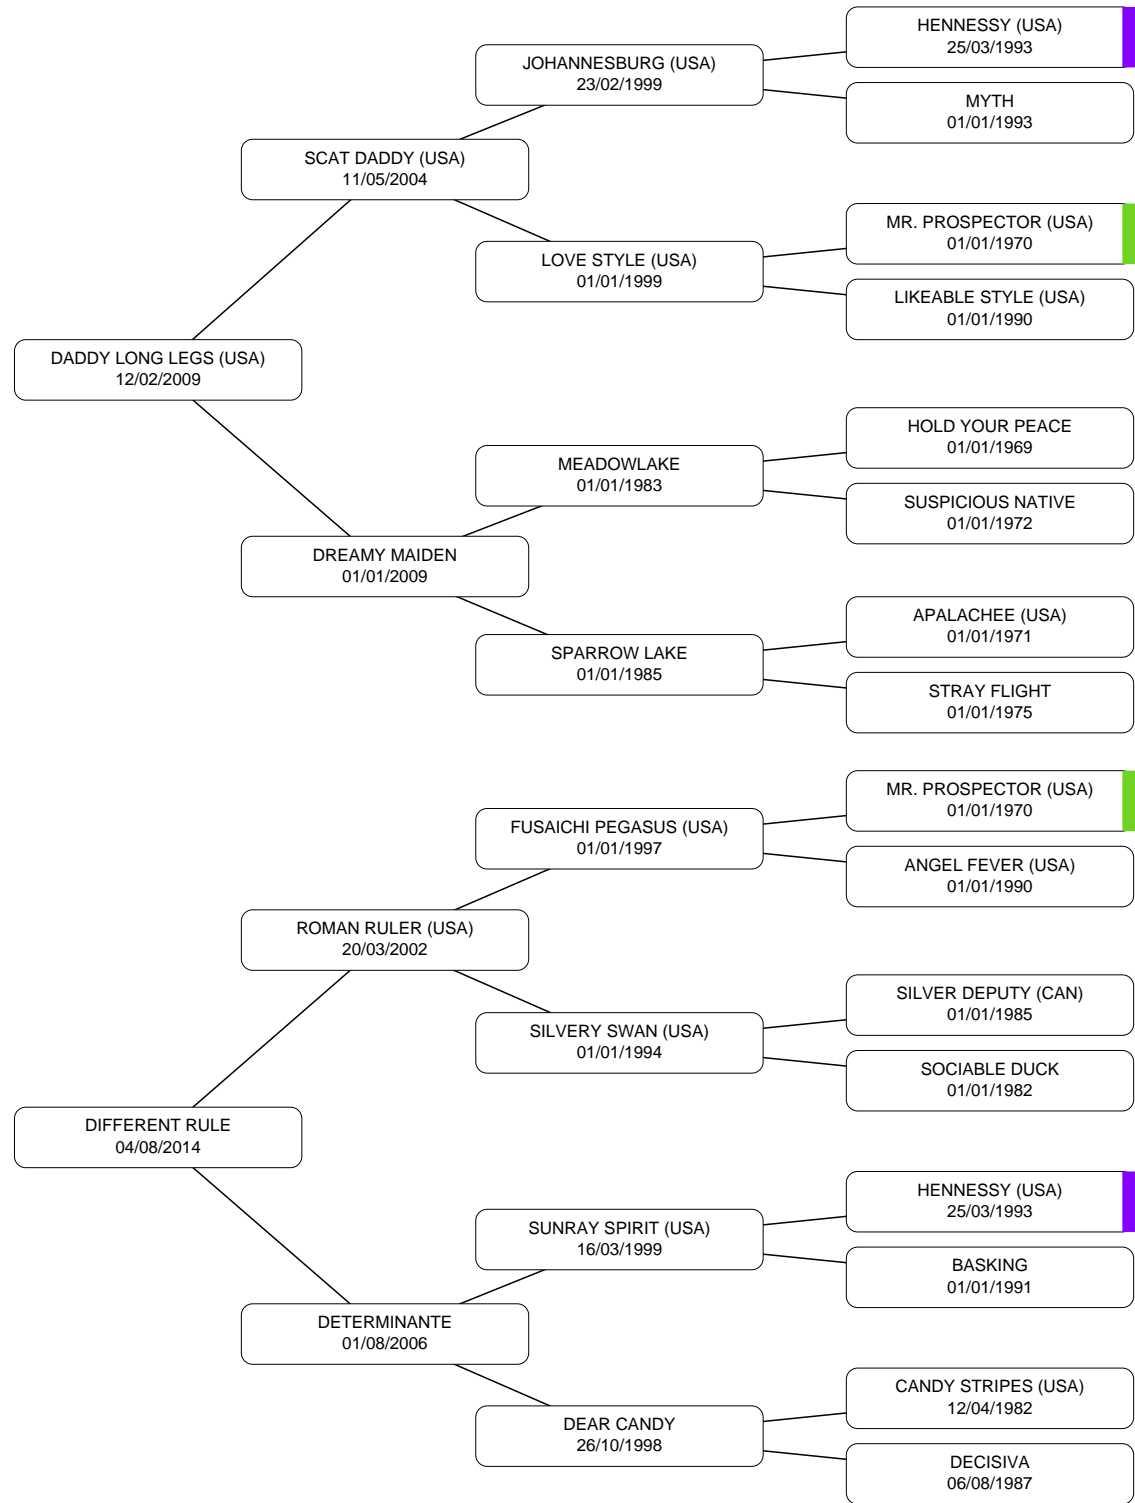 HENNESSY (USA)
25/03/1993
JOHANNESBURG (USA)
23/02/1999
MYTH
01/01/1993
SCAT DADDY (USA)
11/05/2004
MR. PROSPECTOR (USA)
01/01/1970
LOVE STYLE (USA)
01/01/1999
LIKEABLE STYLE (USA)
01/01/1990
DADDY LONG LEGS (USA)
12/02/2009
HOLD YOUR PEACE
01/01/1969
MEADOWLAKE
01/01/1983
SUSPICIOUS NATIVE
01/01/1972
DREAMY MAIDEN
01/01/2009
APALACHEE (USA)
01/01/1971
SPARROW LAKE
01/01/1985
STRAY FLIGHT
01/01/1975
MR. PROSPECTOR (USA)
01/01/1970
FUSAICHI PEGASUS (USA)
01/01/1997
ANGEL FEVER (USA)
01/01/1990
ROMAN RULER (USA)
20/03/2002
SILVER DEPUTY (CAN)
01/01/1985
SILVERY SWAN (USA)
01/01/1994
SOCIABLE DUCK
01/01/1982
DIFFERENT RULE
04/08/2014
HENNESSY (USA)
25/03/1993
SUNRAY SPIRIT (USA)
16/03/1999
BASKING
01/01/1991
DETERMINANTE
01/08/2006
CANDY STRIPES (USA)
12/04/1982
DEAR CANDY
26/10/1998
DECISIVA
06/08/1987